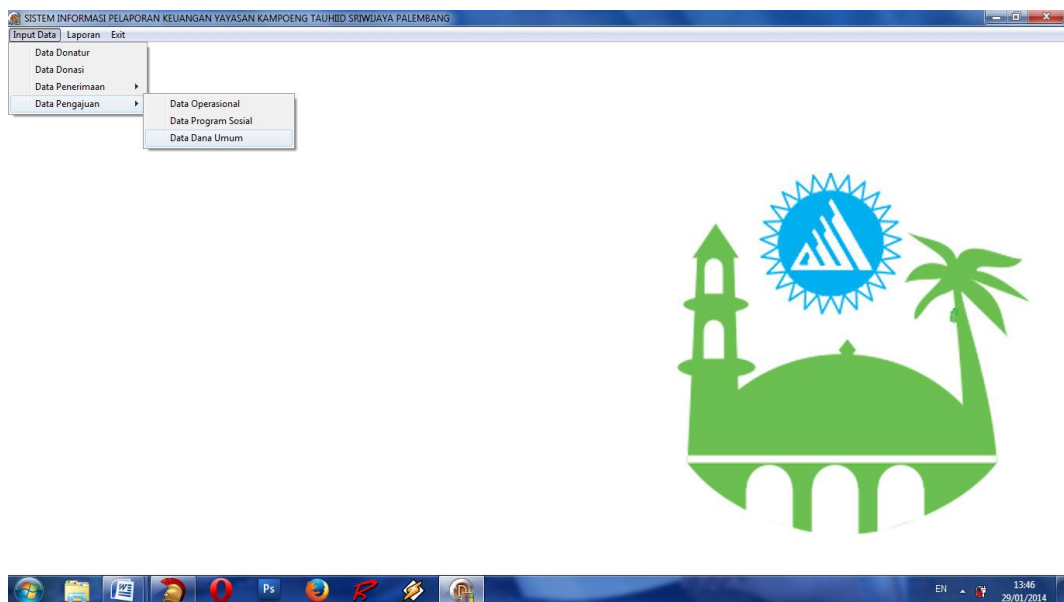 SISTEM INFORMASI PELAPORAN KEUANGAN YAYASAN KAMPOENG TAUHIID SRIWIJAYA PALEMBANG
Input Data Laporan Exit
Data Donatur
Data Donasi
Data Penerimaan
Data Pengajuan
Data Operasional
Data Program Sosial
Data Dana Umum
Ps
EN
13:46
29/01/2014